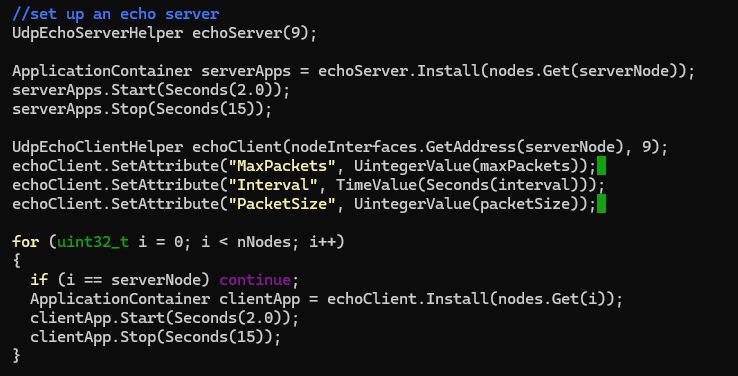 //set up an echo server
UdpEchoServerHelper echoServer(9);

ApplicationContainer serverApps = echoServer.Install(nodes.Get(serverNode));
serverApps.Start(Seconds(2.0));
serverApps.Stop(Seconds(15));

UdpEchoClientHelper echoClient(nodeInterfaces.GetAddress(serverNode), 9);
echoClient.SetAttribute("MaxPackets", UintegerValue(maxPackets));
echoClient.SetAttribute("Interval", TimeValue(Seconds(interval)));
echoClient.SetAttribute("PacketSize", UintegerValue(packetSize));

for (uint32_t i = 0; i < nNodes; i++)
{
  if (i == serverNode) continue;
  ApplicationContainer clientApp = echoClient.Install(nodes.Get(i));
  clientApp.Start(Seconds(2.0));
  clientApp.Stop(Seconds(15));
}